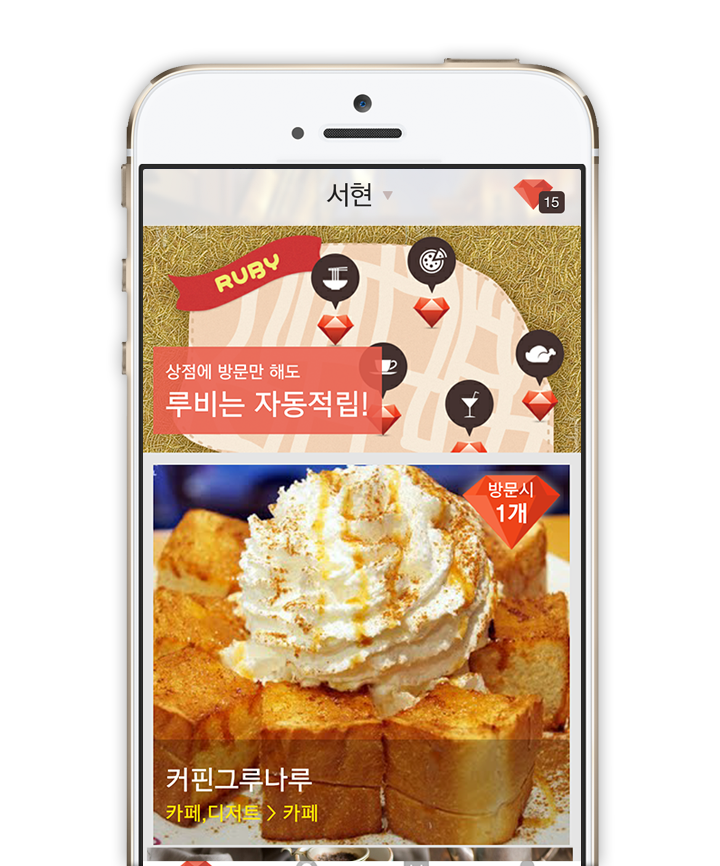 서현
15
RUBY
상점에 방문만 해도
루비는 자동적립!
방문시
1개
커핀그루나루
카페,디저트 > 카페